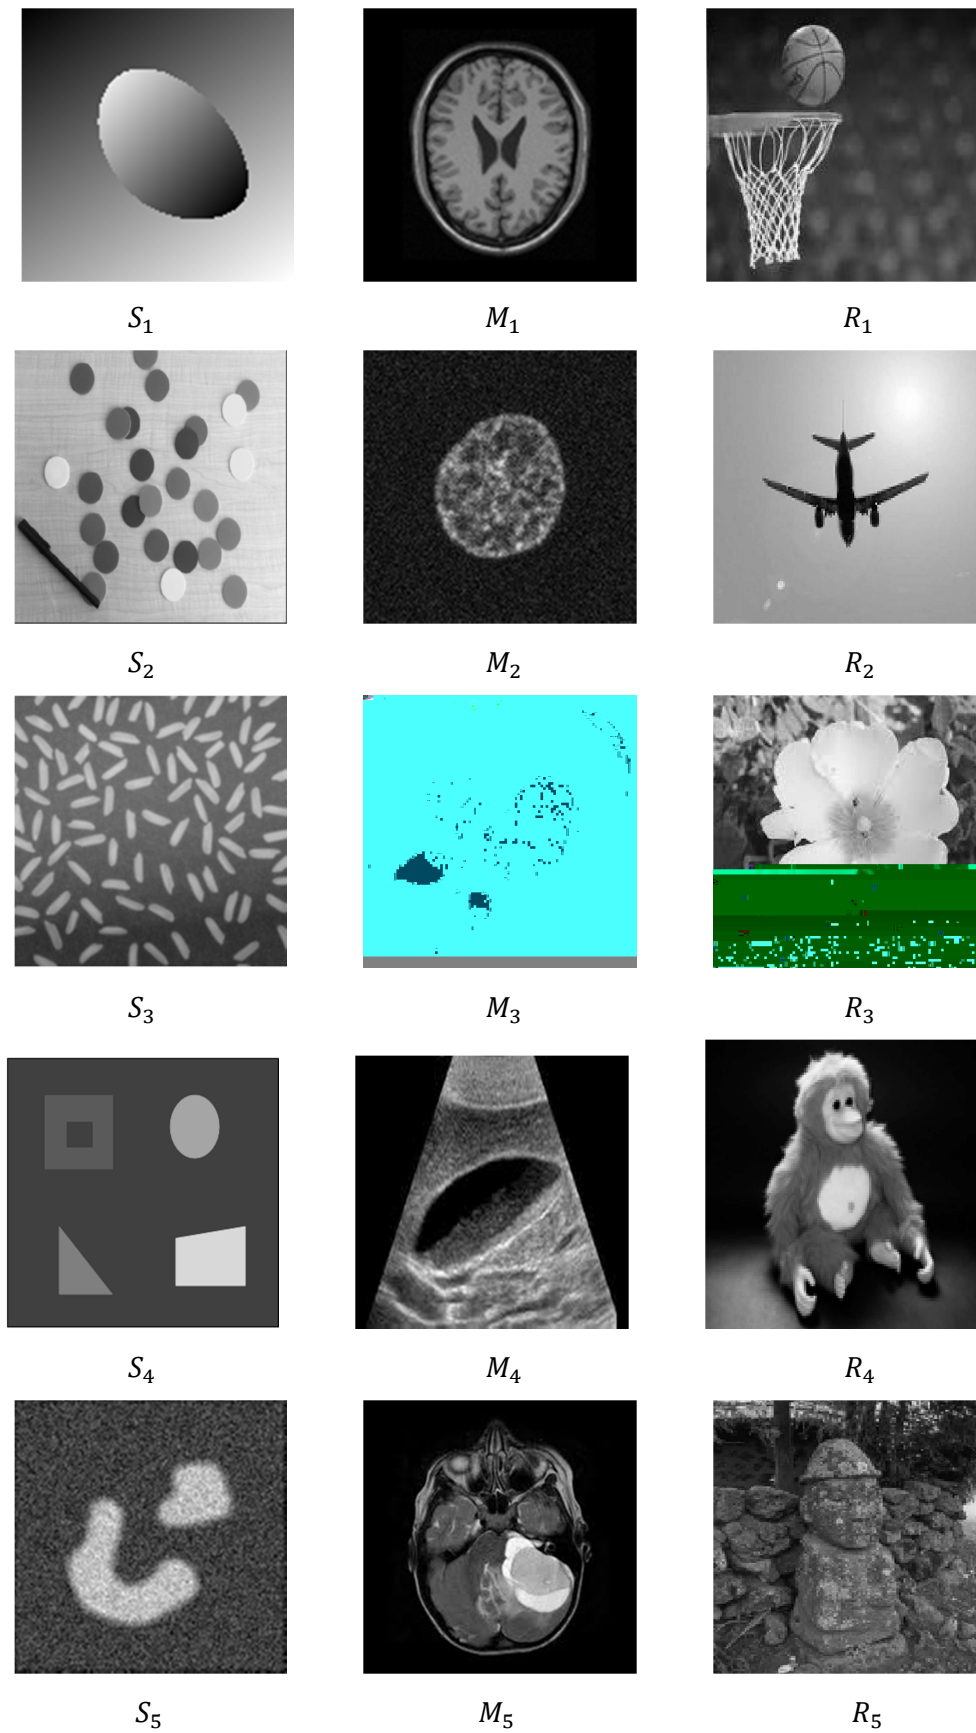 S₁ M₁ R₁
S₂ M₂ R₂
S₃ M₃ R₃
S₄ M₄ R₄
S₅ M₅ R₅